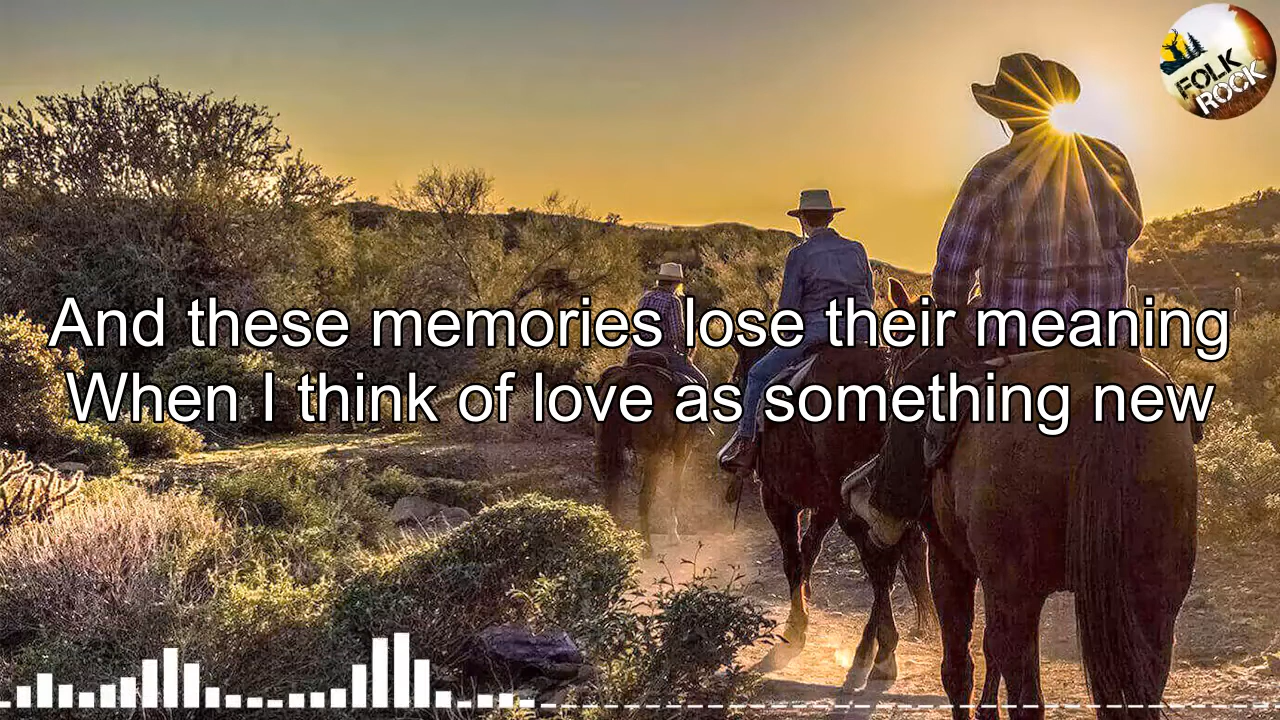 FOLK
ROCK
And these memories lose their meaning
When I think of love as something new